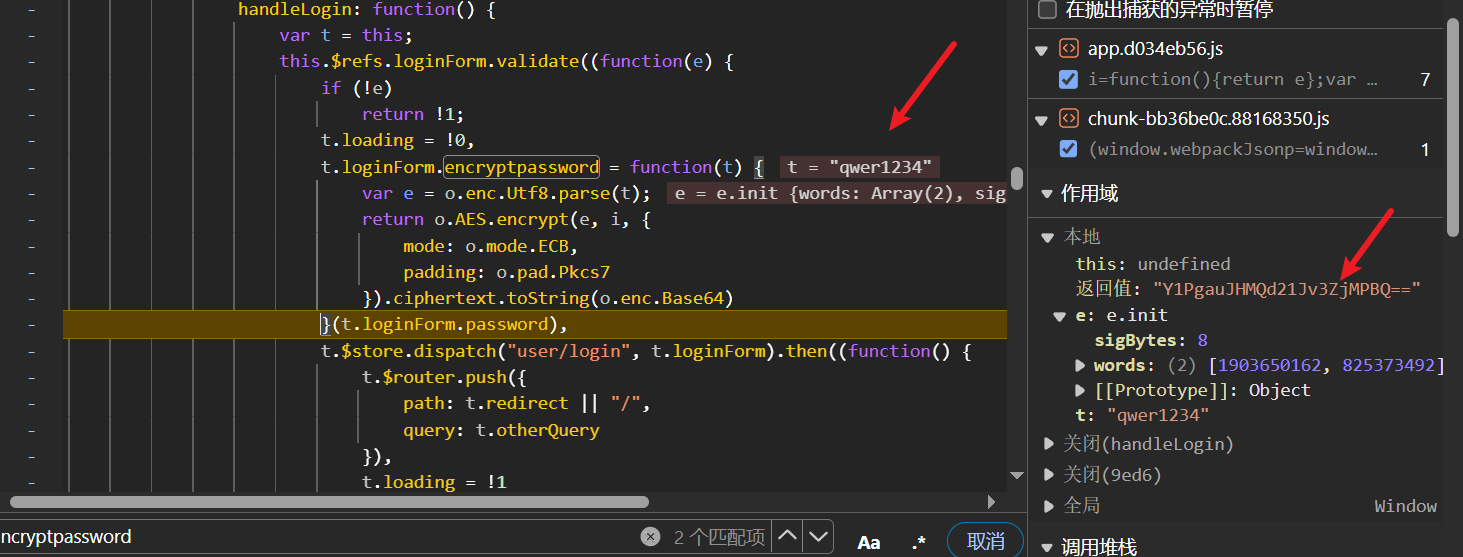 handleLogin: function() {
var t = this;
this.$refs.loginForm.validate((function(e) {
if (!e)
return !1;
t.loading = !0,
t.loginForm.encryptpassword = function(t) { t = "qwer1234"
var e = o.enc.Utf8.parse(t); e = e.init {words: Array(2), sig
return o.AES.encrypt(e, i, {
mode: o.mode.ECB,
padding: o.pad.Pkcs7
}).ciphertext.toString(o.enc.Base64)
}(t.loginForm.password),
t.$store.dispatch("user/login", t.loginForm).then((function() {
t.$router.push({
path: t.redirect || "/",
query: t.otherQuery
}),
t.loading = !1
ncryptpassword 2 个匹配项 Aa .* 取消
在抛出捕获的异常时暂停
app.d034eb56.js
i=function(){return e};var … 7
chunk-bb36be0c.88168350.js
(window.webpackJsonp=window… 1
作用域
本地
this: undefined
返回值: "Y1PgauJHMQd21Jv3ZjMPBQ=="
e: e.init
sigBytes: 8
words: (2) [1903650162, 825373492]
[[Prototype]]: Object
t: "qwer1234"
关闭(handleLogin)
关闭(9ed6)
全局 Window
调用堆栈